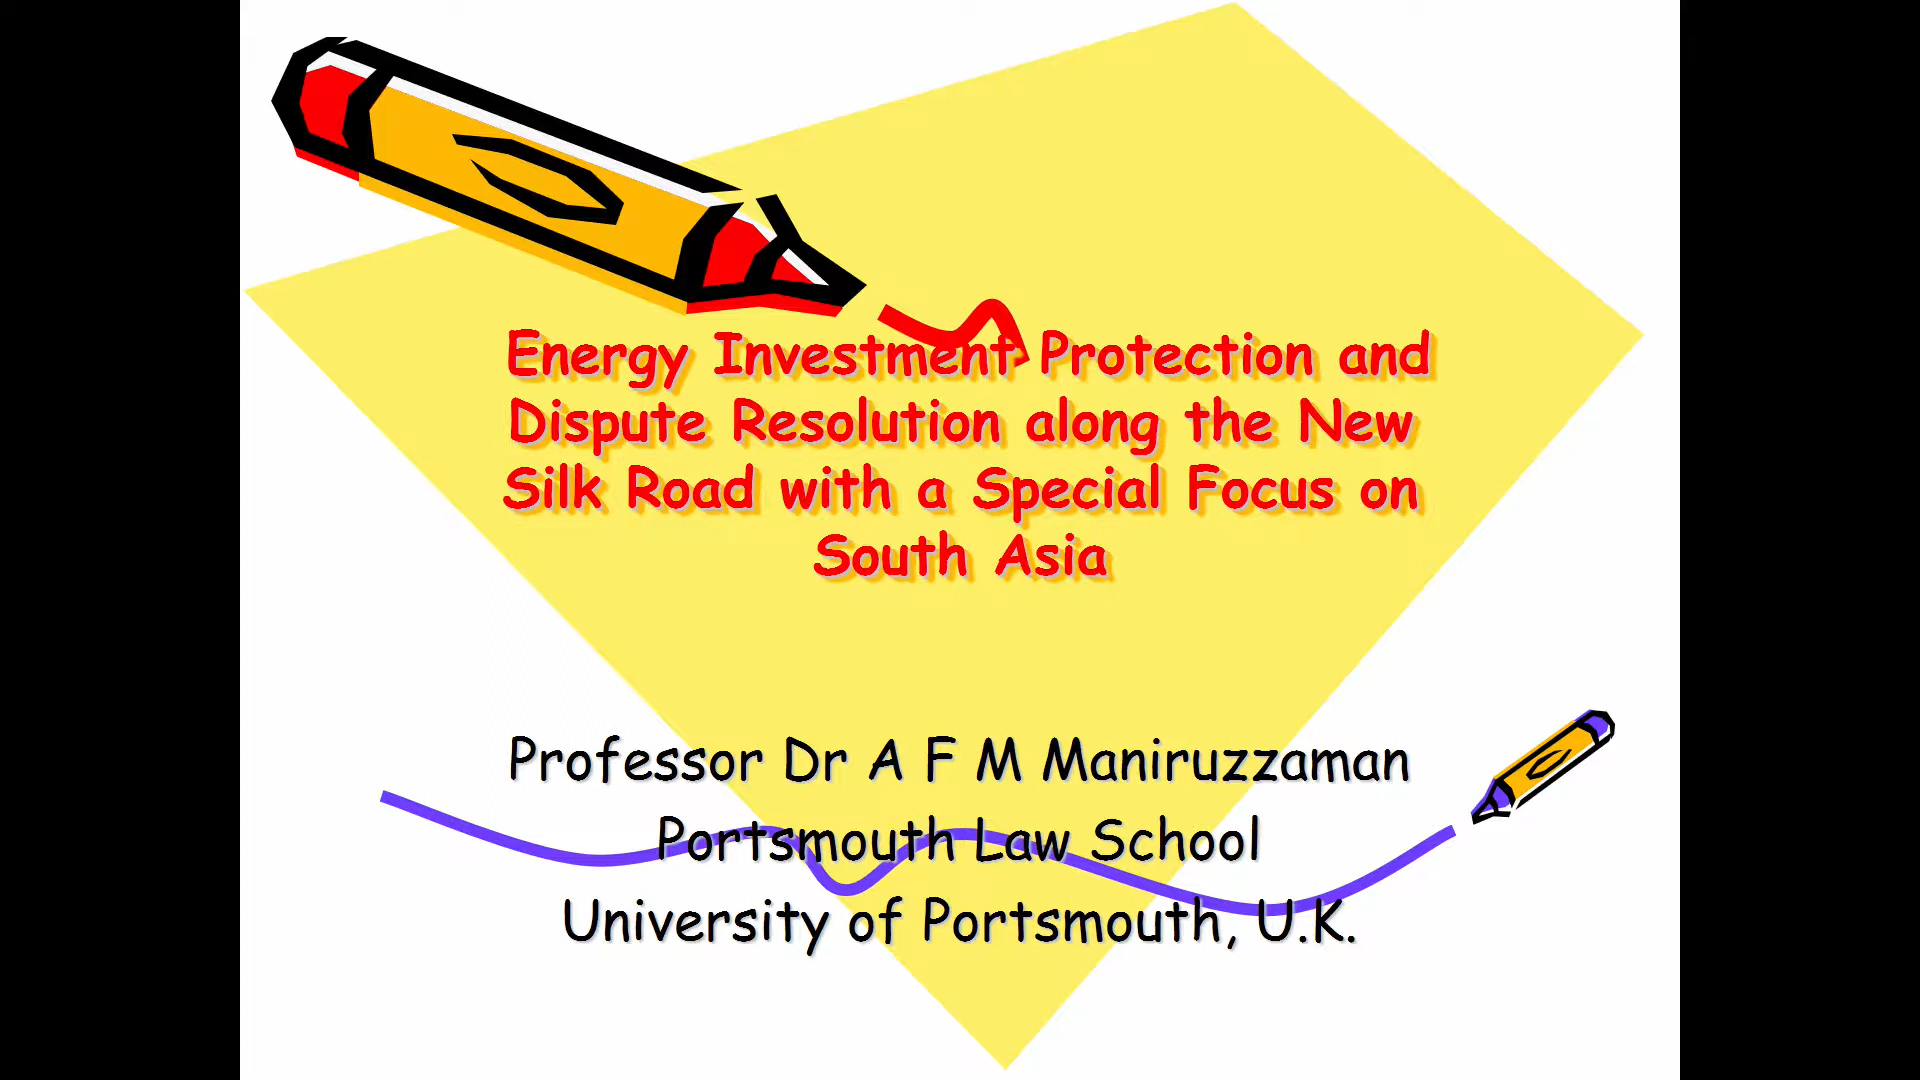 Energy Investment Protection and
Dispute Resolution along the New
Silk Road with a Special Focus on
South Asia
Professor Dr A F M Maniruzzaman
Portsmouth Law School
University of Portsmouth, U.K.